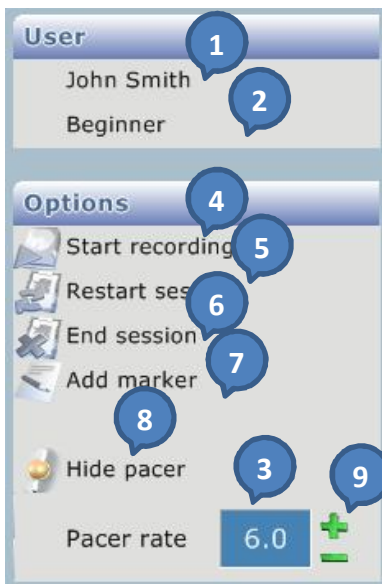 User
1
John Smith
2
Beginner
Options
4
Start recording
5
Restart ses
6
End session
7
Add marker
8
Hide pacer
3
9
Pacer rate 6.0